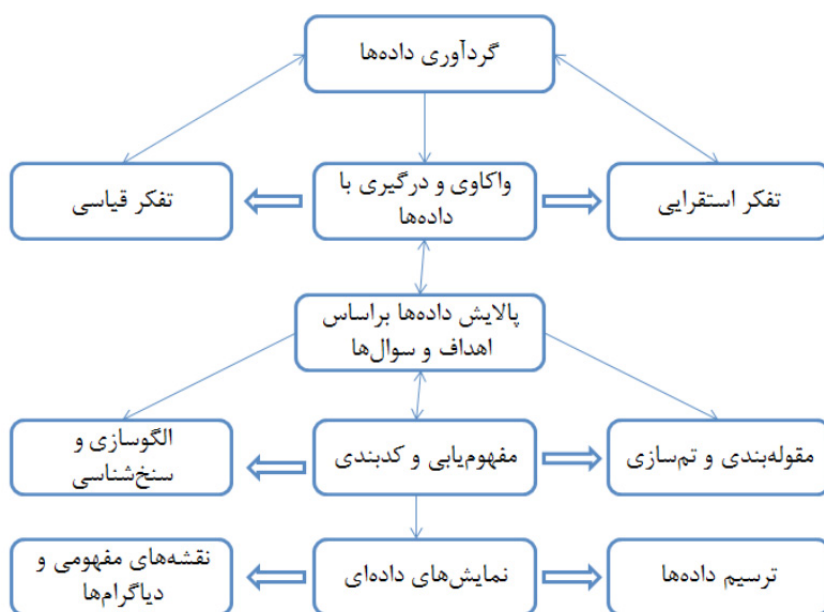 گردآوری داده‌ها
تفکر استقرایی
واکاوی و درگیری با
داده‌ها
تفکر قیاسی
پالایش داده‌ها براساس
اهداف و سوال‌ها
مقوله‌بندی و تم‌سازی
مفهوم‌یابی و کدبندی
الگوسازی و
سنخ‌شناسی
ترسیم داده‌ها
نمایش‌های داده‌ای
نقشه‌های مفهومی و
دیاگرام‌ها